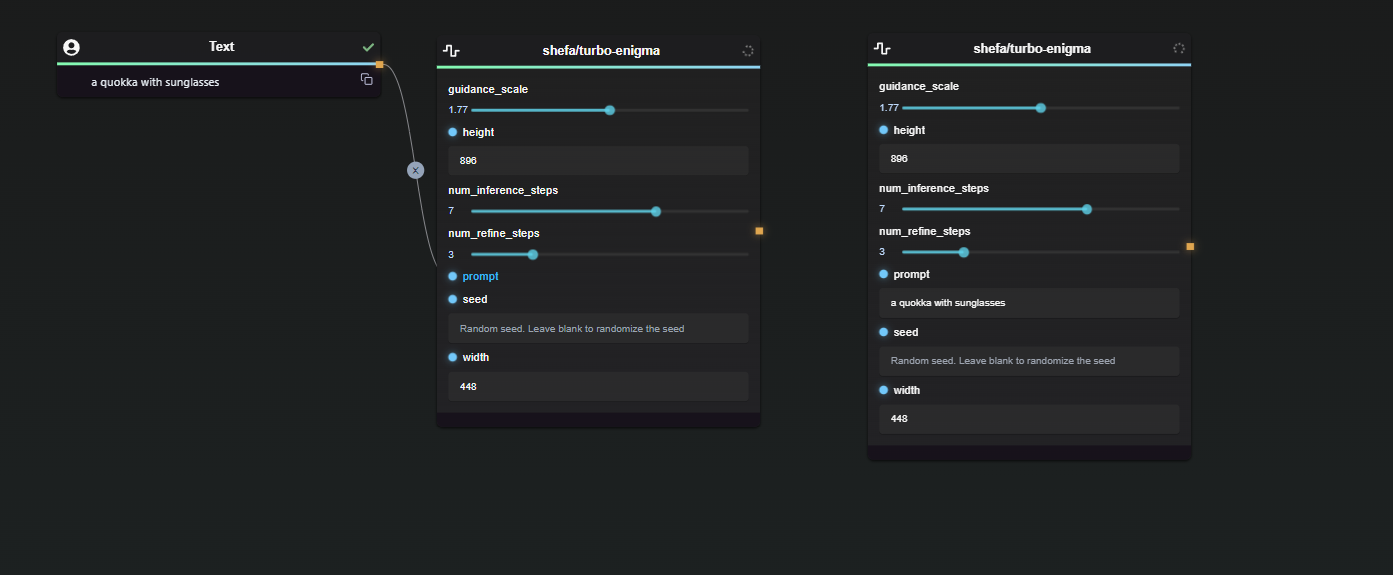 Text
a quokka with sunglasses
X
shefa/turbo-enigma
guidance_scale
1.77
height
896
num_inference_steps
7
num_refine_steps
3
prompt
seed
Random seed. Leave blank to randomize the seed
width
448
shefa/turbo-enigma
guidance_scale
1.77
height
896
num_inference_steps
7
num_refine_steps
3
prompt
a quokka with sunglasses
seed
Random seed. Leave blank to randomize the seed
width
448